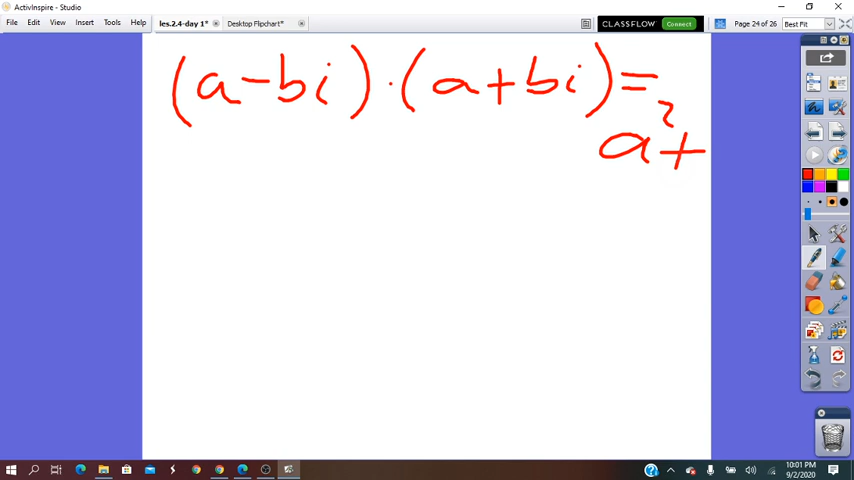 ActivInspire - Studio
File Edit View Insert Tools Help les.2.4-day 1* Desktop Flipchart* CLASSFLOW Connect Page 24 of 26 Best Fit
(a-bi)·(a+bi)=
a²+
10:01 PM
9/2/2020